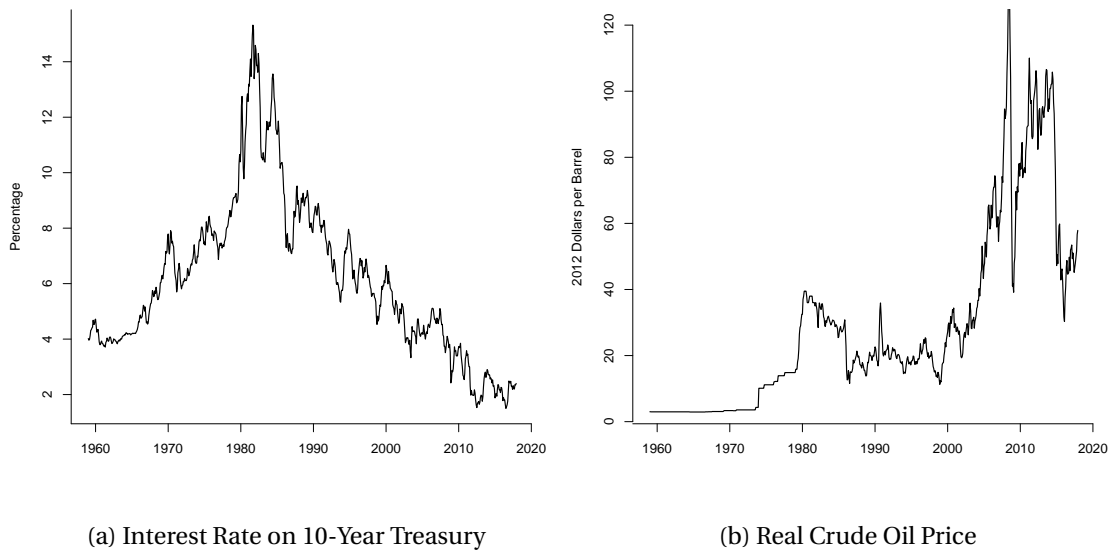 Percentage
14
12
10
8
6
4
2
1960 1970 1980 1990 2000 2010 2020
(a) Interest Rate on 10-Year Treasury
2012 Dollars per Barrel
120
100
80
60
40
20
0
1960 1970 1980 1990 2000 2010 2020
(b) Real Crude Oil Price